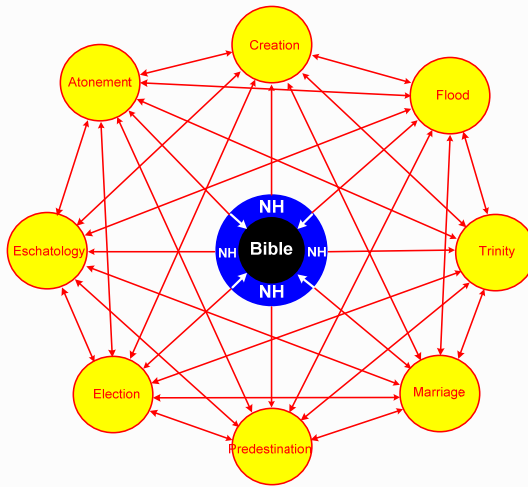 Creation
Atonement
Flood
NH
Eschatology
NH
Bible
NH
Trinity
NH
Election
Marriage
Predestination